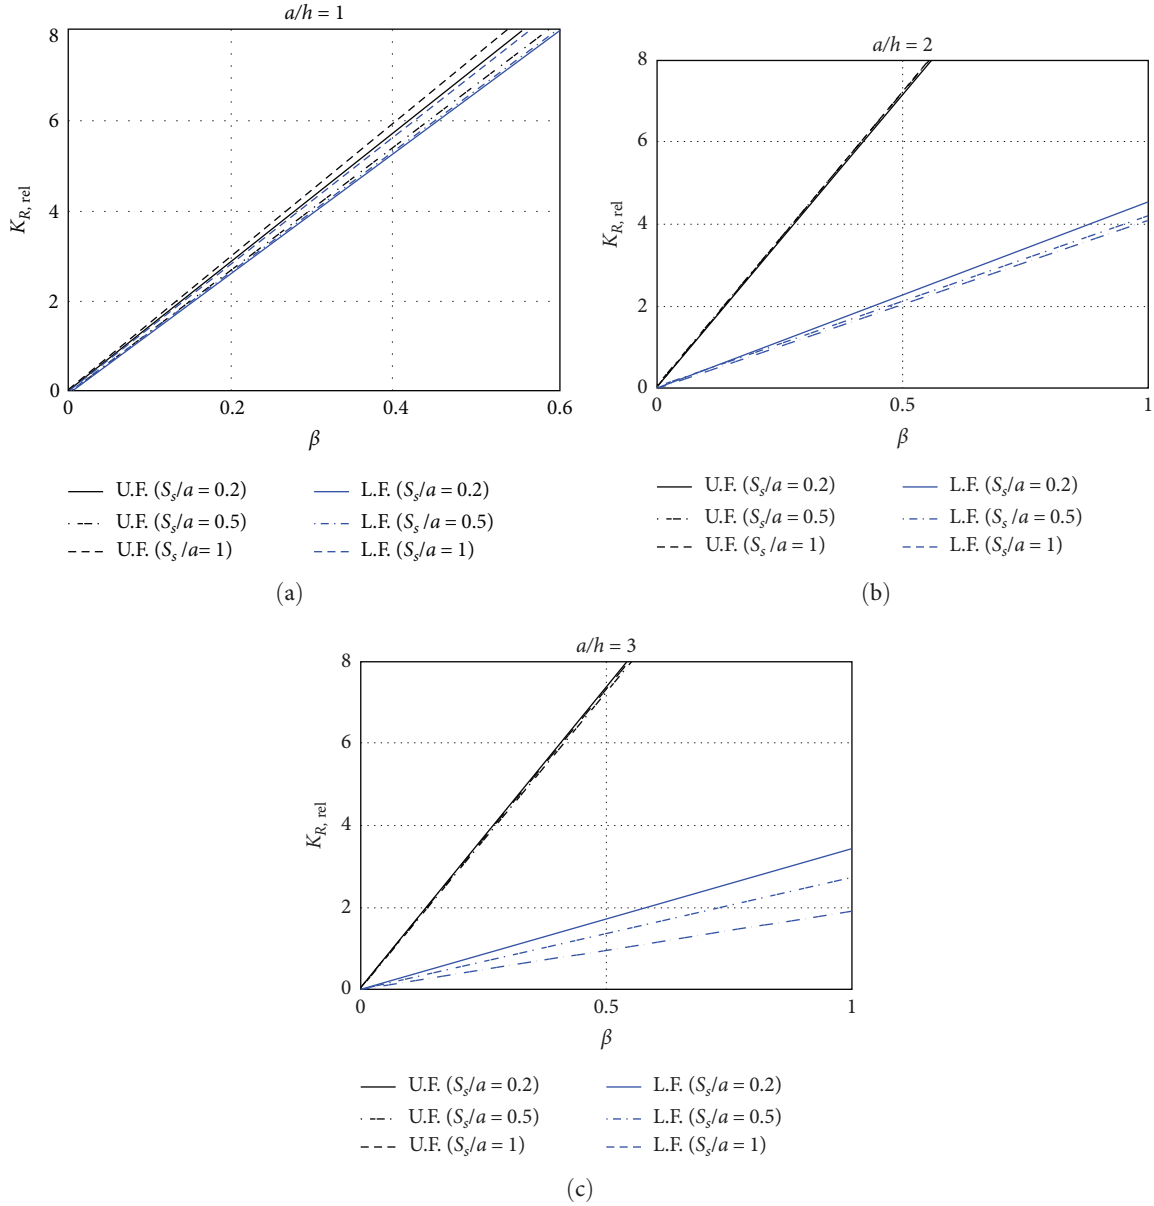 a/h = 1
8
6
4
2
0
K_R, rel
0 0.2 0.4 0.6
β
U.F. (S_s/a = 0.2) L.F. (S_s/a = 0.2)
U.F. (S_s/a = 0.5) L.F. (S_s /a = 0.5)
U.F. (S_s /a= 1) L.F. (S_s/a = 1)
(a)
a/h = 2
8
6
4
2
0
K_R, rel
0 0.5 1
β
U.F. (S_s/a = 0.2) L.F. (S_s/a = 0.2)
U.F. (S_s/a = 0.5) L.F. (S_s/a = 0.5)
U.F. (S_s/a = 1) L.F. (S_s/a = 1)
(b)
a/h = 3
8
6
4
2
0
K_R, rel
0 0.5 1
β
U.F. (S_s/a = 0.2) L.F. (S_s/a = 0.2)
U.F. (S_s/a = 0.5) L.F. (S_s/a = 0.5)
U.F. (S_s/a = 1) L.F. (S_s/a = 1)
(c)